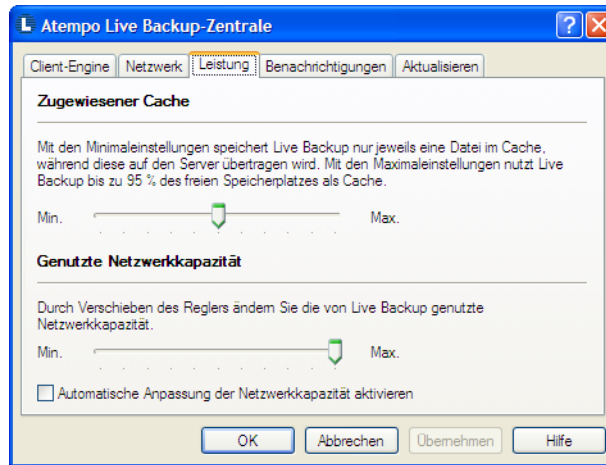 Atempo Live Backup-Zentrale
Client-Engine Netzwerk Leistung Benachrichtigungen Aktualisieren
Zugewiesener Cache
Mit den Minimaleinstellungen speichert Live Backup nur jeweils eine Datei im Cache,
während diese auf den Server übertragen wird. Mit den Maximaleinstellungen nutzt Live
Backup bis zu 95 % des freien Speicherplatzes als Cache.
Min. Max.
Genutzte Netzwerkkapazität
Durch Verschieben des Reglers ändern Sie die von Live Backup genutzte
Netzwerkkapazität.
Min. Max.
Automatische Anpassung der Netzwerkkapazität aktivieren
OK Abbrechen Übernehmen Hilfe